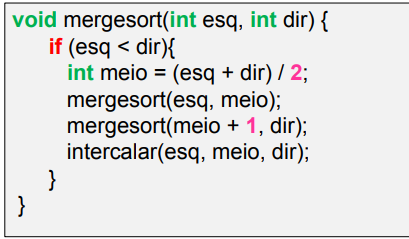 void mergesort(int esq, int dir) {
if (esq < dir){
int meio = (esq + dir) / 2;
mergesort(esq, meio);
mergesort(meio + 1, dir);
intercalar(esq, meio, dir);
}
}